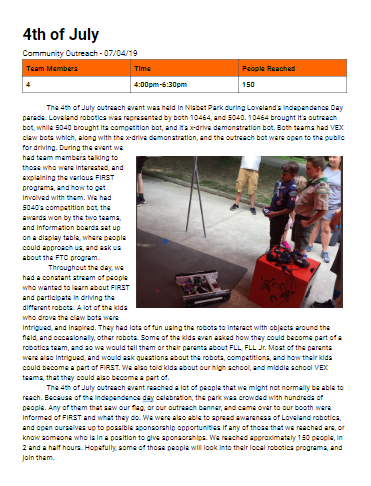 4th of July
Community Outreach - 07/04/19
Team Members Time People Reached
4 4:00pm-6:30pm 150
The 4th of July outreach event was held in Nisbet Park during Loveland's Independence Day
parade. Loveland robotics was represented by both 10464, and 5040. 10464 brought it's outreach
bot, while 5040 brought its competition bot, and it's x-drive demonstration bot. Both teams had VEX
claw bots which, along with the x-drive demonstration, and the outreach bot were open to the public
for driving. During the event we
had team members talking to
those who were interested, and
explaining the various FIRST
programs, and how to get
involved with them. We had
5040's competition bot, the
awards won by the two teams,
and information boards set up
on a display table, where people
could approach us, and ask us
about the FTC program.
Throughout the day, we
had a constant stream of people
who wanted to learn about FIRST
and participate in driving the
different robots. A lot of the kids
who drove the claw bots were
intrigued, and inspired. They had lots of fun using the robots to interact with objects around the
field, and occasionally, other robots. Some of the kids even asked how they could become part of a
robotics team, and so we would tell them or their parents about FLL, FLL Jr. Most of the parents
were also intrigued, and would ask questions about the robots, competitions, and how their kids
could become a part of FIRST. We also told kids about our high school, and middle school VEX
teams, that they could also become a part of.
The 4th of July outreach event reached a lot of people that we might not normally be able to
reach. Because of the Independence day celebration, the park was crowded with hundreds of
people. Any of them that saw our flag, or our outreach banner, and came over to our booth were
informed of FIRST and what they do. We were also able to spread awareness of Loveland robotics,
and open ourselves up to possible sponsorship opportunities if any of those that we reached are, or
know someone who is in a position to give sponsorships. We reached approximately 150 people, in
2 and a half hours. Hopefully, some of those people will look into their local robotics programs, and
join them.